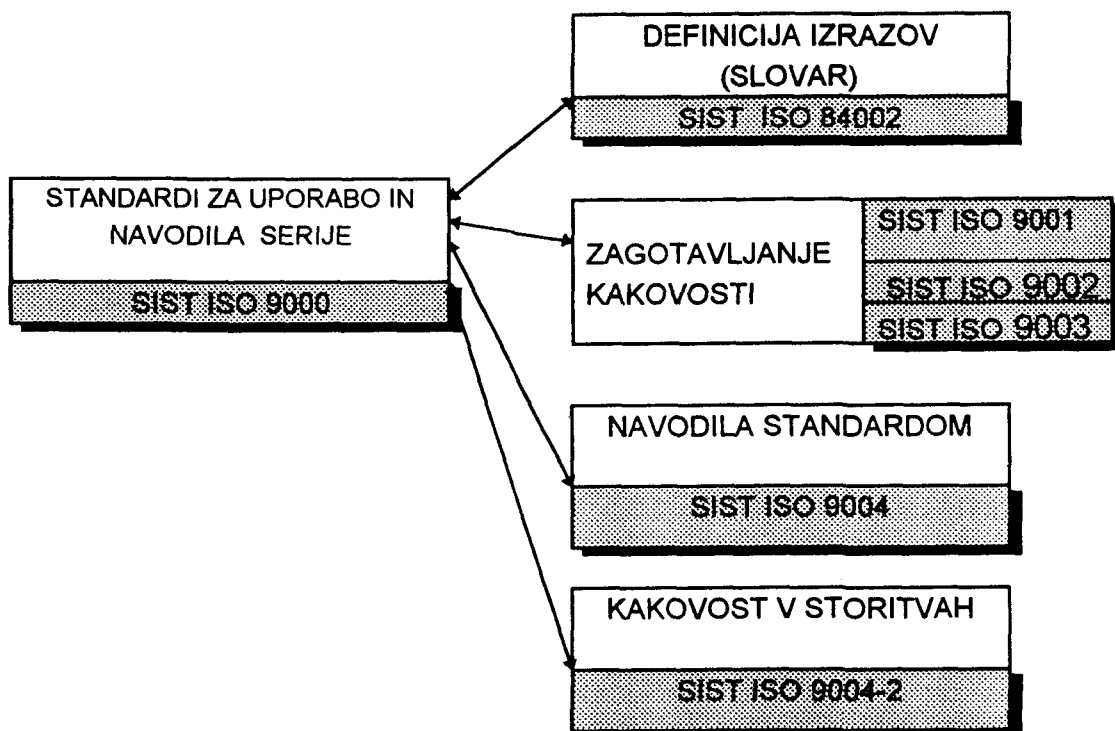 DEFINICIJA IZRAZOV
(SLOVAR)
SIST ISO 84002
STANDARDI ZA UPORABO IN
NAVODILA SERIJE
SIST ISO 9000
ZAGOTAVLJANJE
KAKOVOSTI
SIST ISO 9001
SIST ISO 9002
SIST ISO 9003
NAVODILA STANDARDOM
SIST ISO 9004
KAKOVOST V STORITVAH
SIST ISO 9004-2